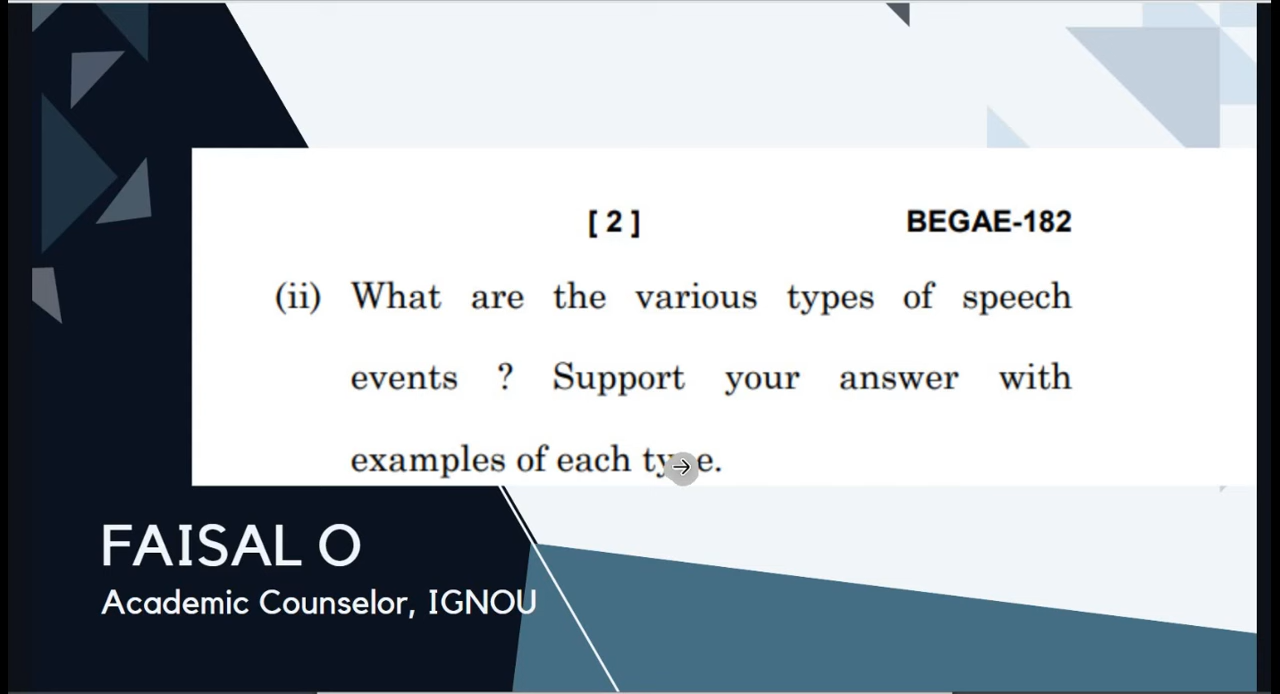 [ 2 ] BEGAE-182
(ii) What are the various types of speech
events ? Support your answer with
examples of each type.
FAISAL O
Academic Counselor, IGNOU